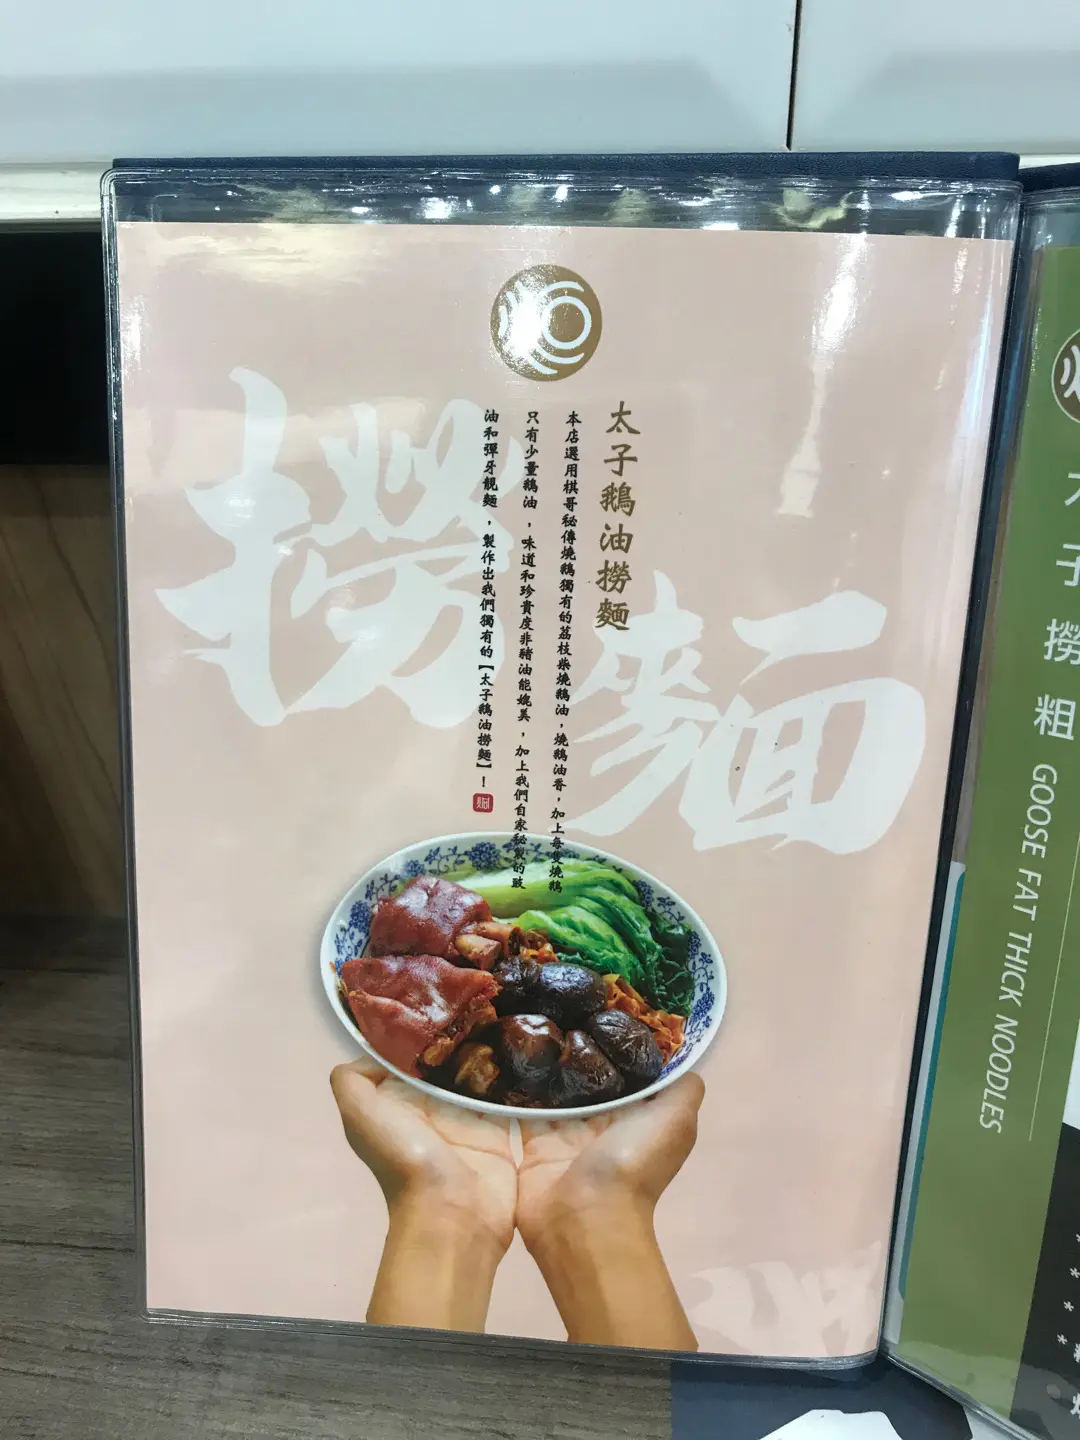 撈麵
太子鵝油撈麵
本店選用棋哥秘傳燒鵝獨有的荔枝柴燒鵝油，燒鵝油香，加上每隻燒鵝
只有少量鵝油，味道和珍貴度非豬油能媲美，加上我們自家秘製的豉
油和彈牙靚麵，製作出我們獨有的【太子鵝油撈麵】！
子撈粗
GOOSE FAT THICK NOODLES